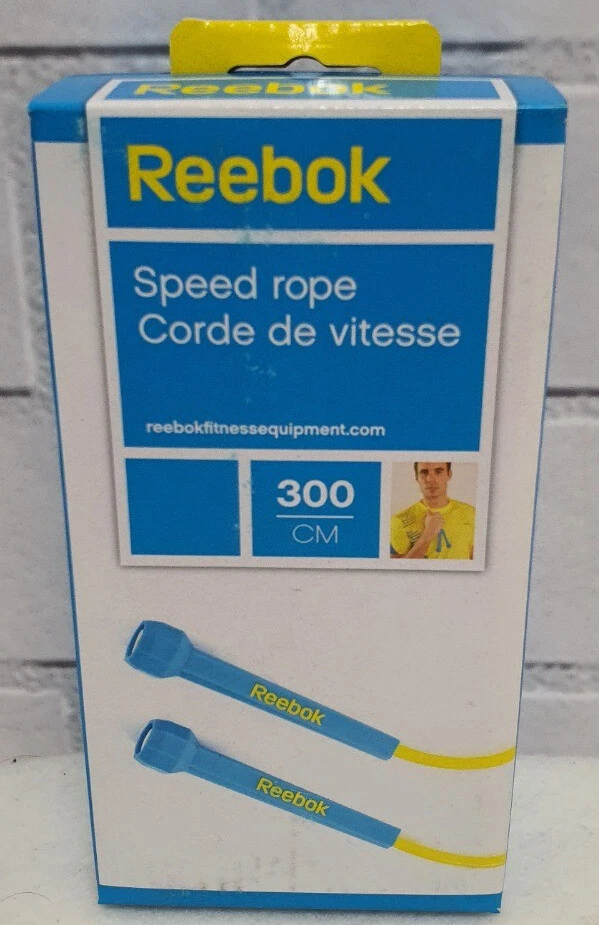 Reebok
Reebok
Speed rope
Corde de vitesse
reebokfitnessequipment.com
300
CM
Reebok
Reebok